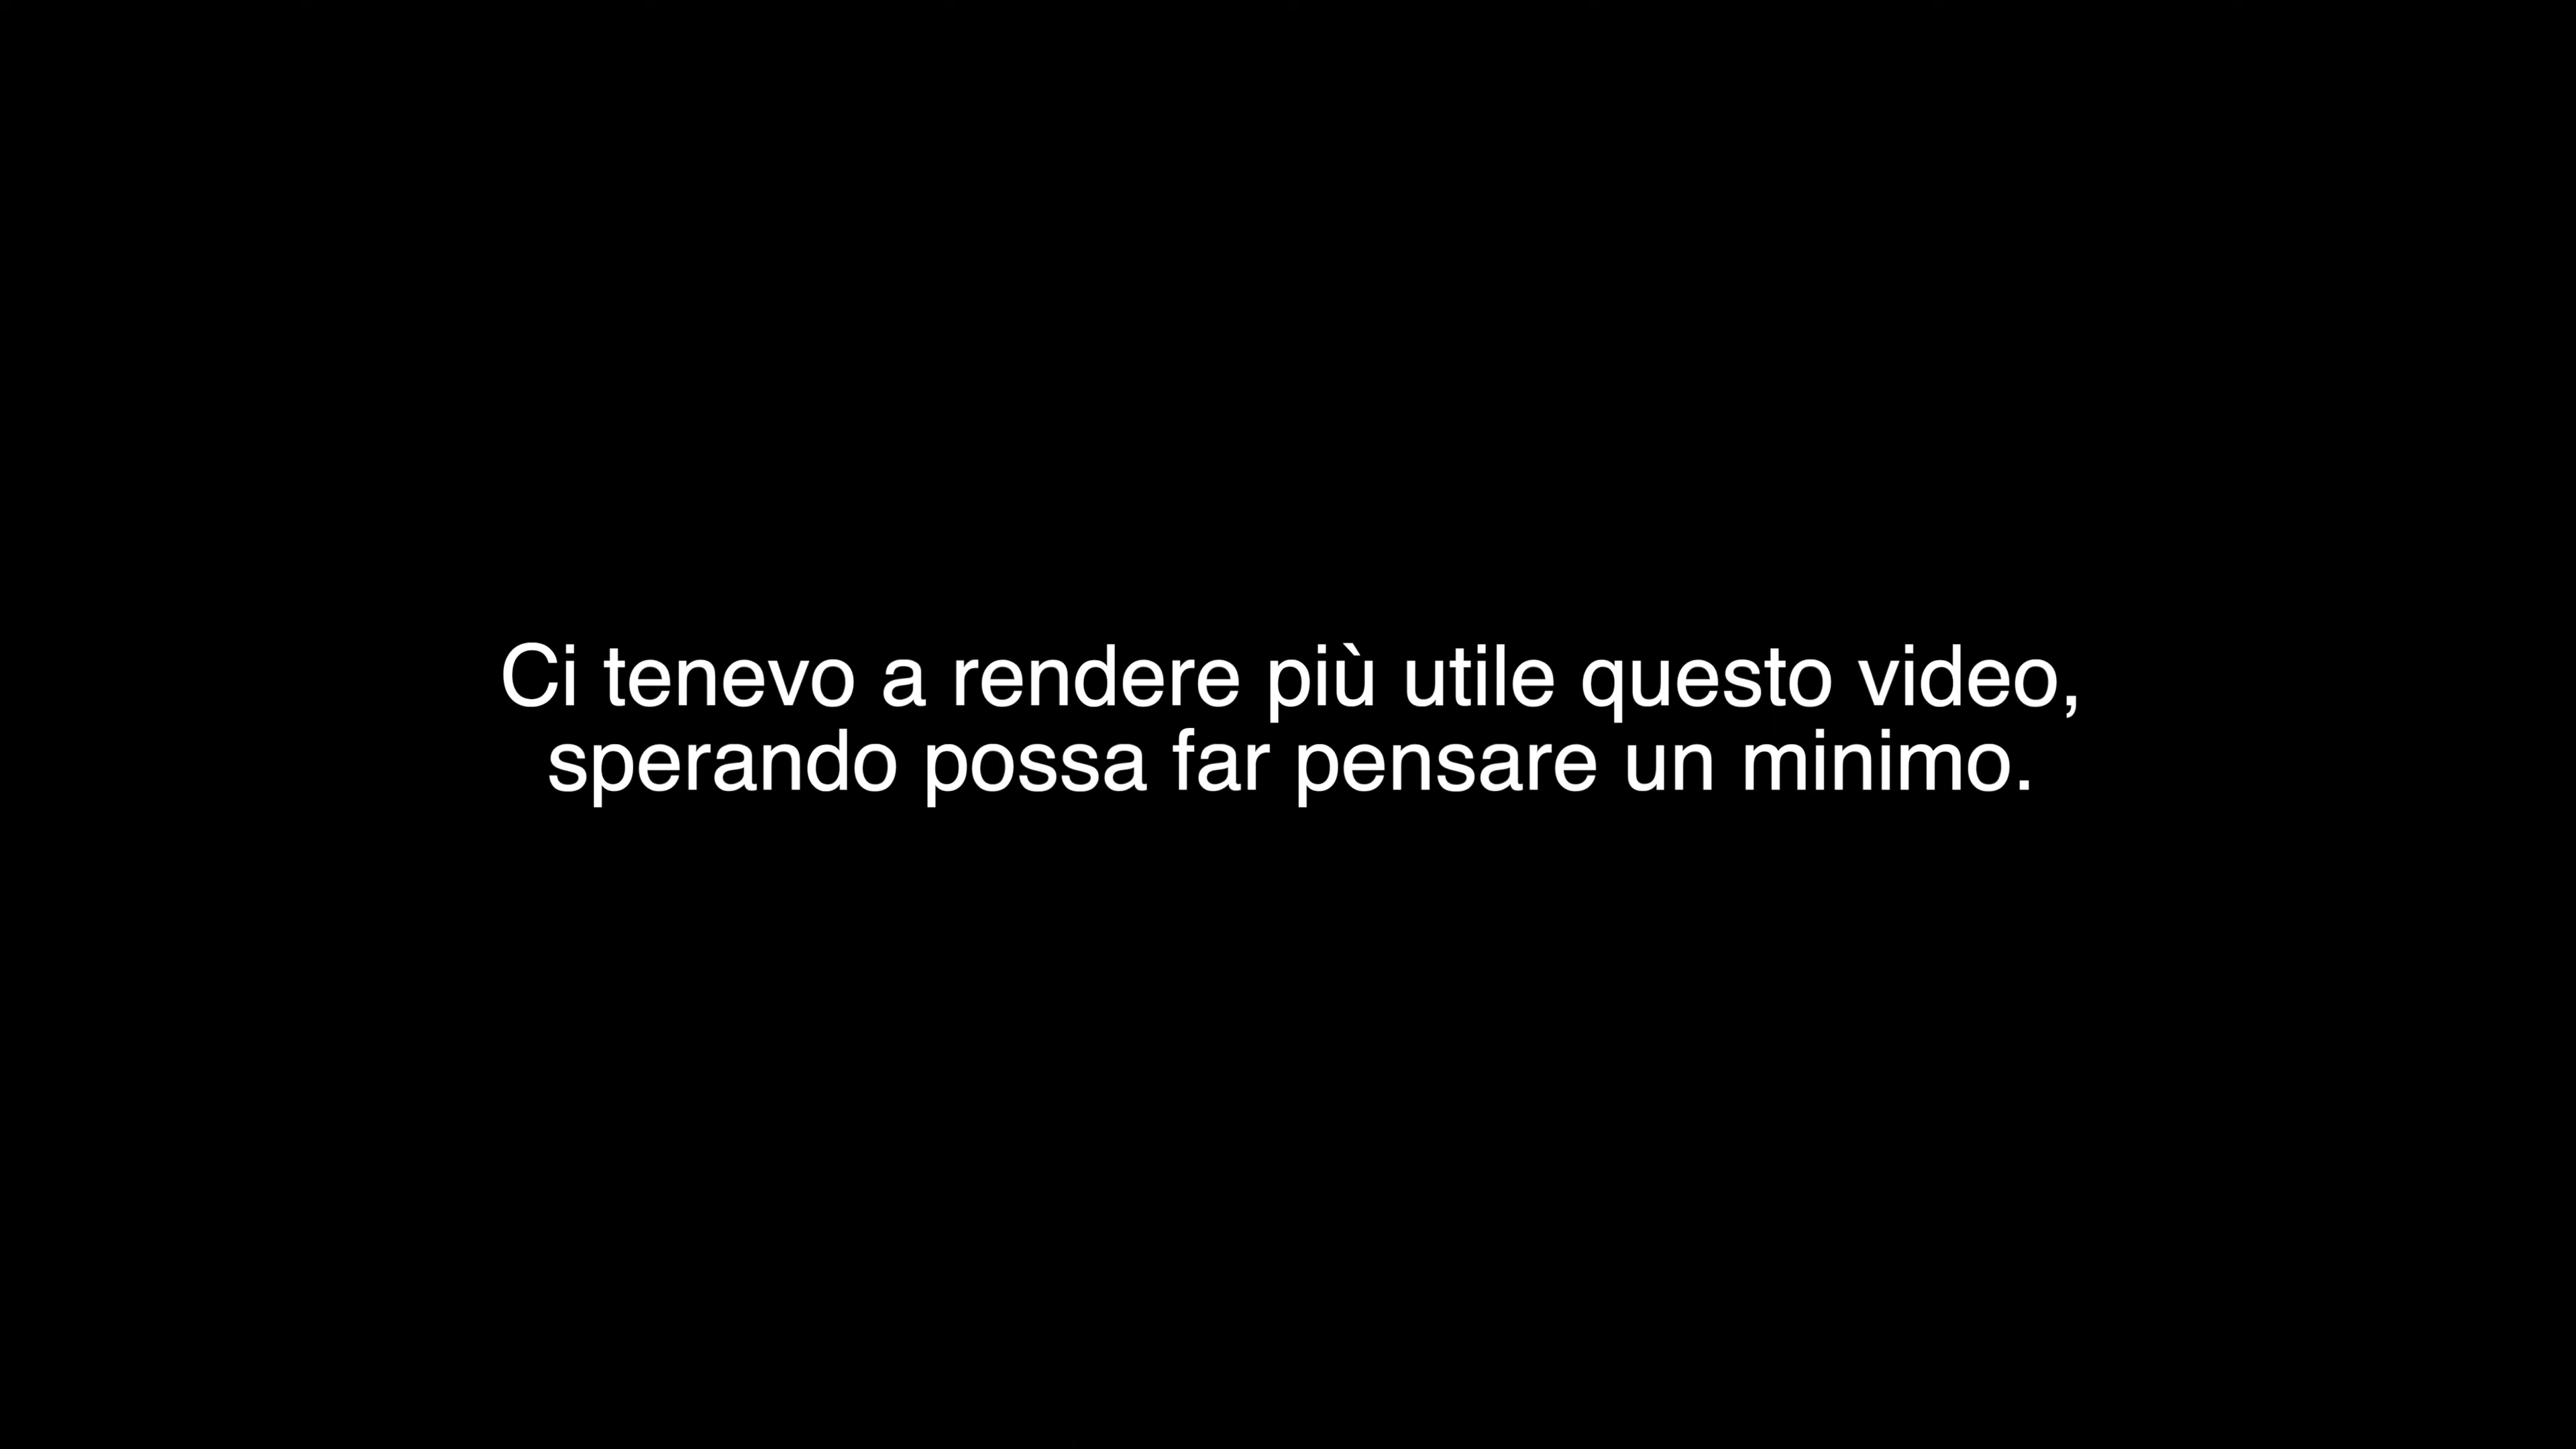 Ci tenevo a rendere più utile questo video,
sperando possa far pensare un minimo.